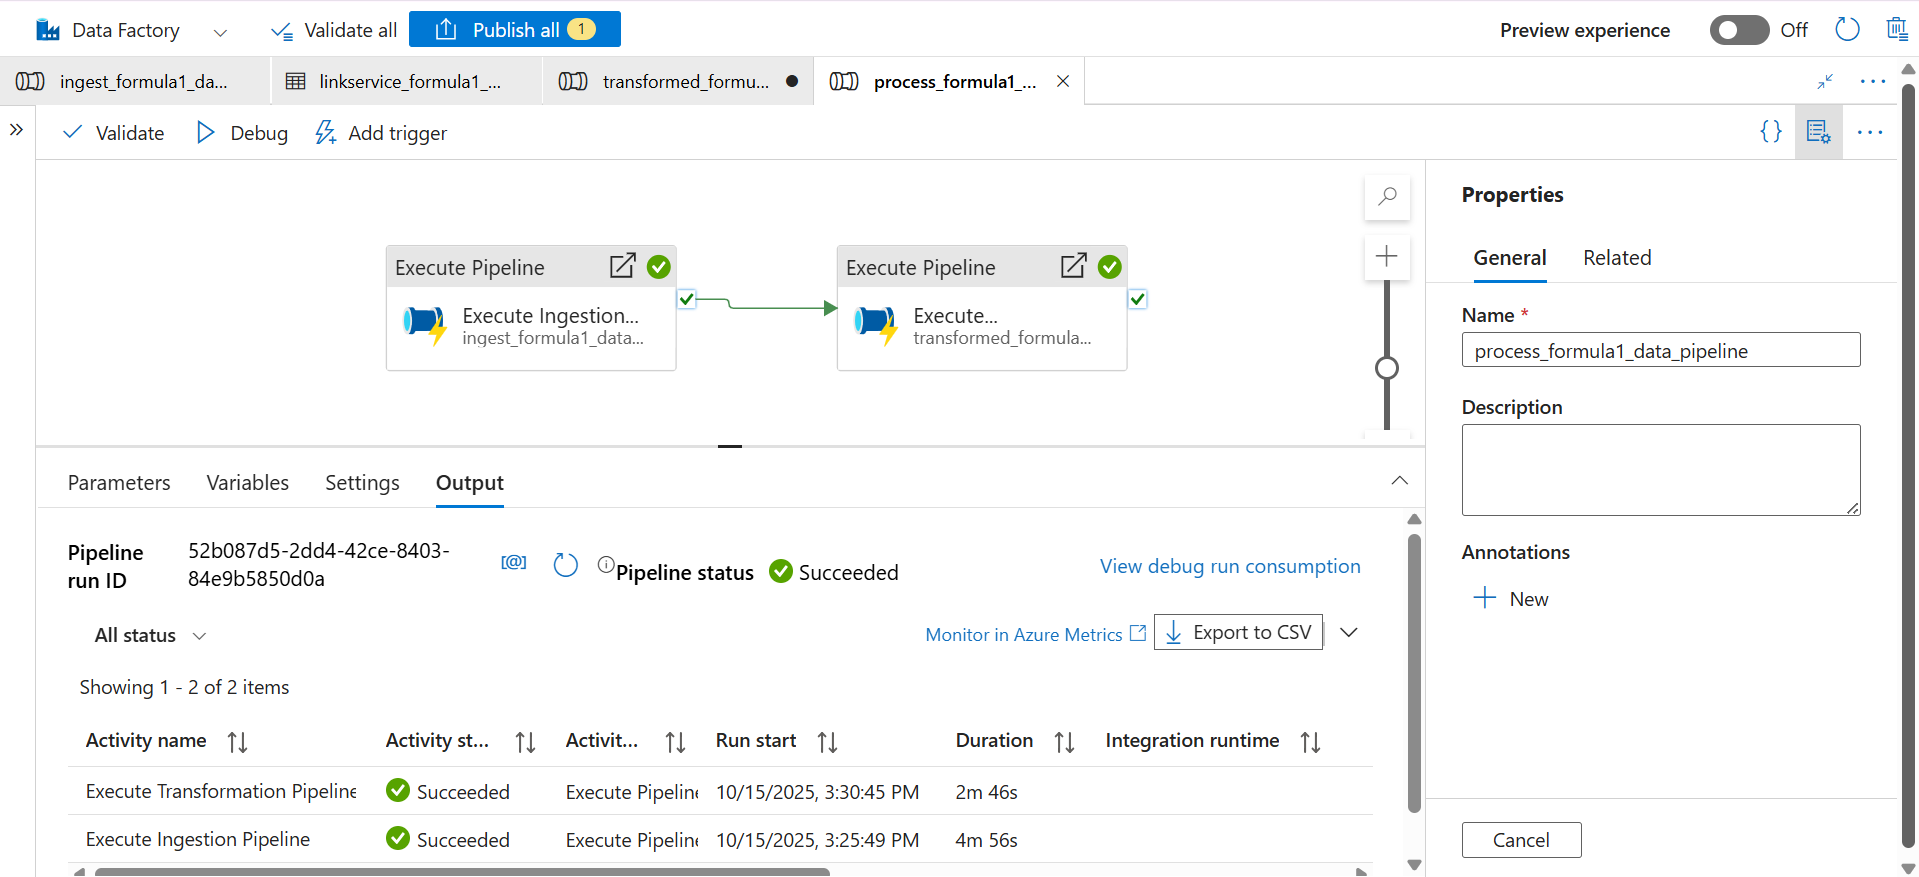 Data Factory Validate all Publish all 1 Preview experience Off
ingest_formula1_da... linkservice_formula1_... transformed_formu... process_formula1_...
Validate Debug Add trigger
Properties
General Related
Execute Pipeline
Execute Ingestion...
ingest_formula1_data...
Execute Pipeline
Execute...
transformed_formula...
Name *
process_formula1_data_pipeline
Description
Annotations
New
Cancel
Parameters Variables Settings Output
Pipeline run ID
52b087d5-2dd4-42ce-8403-
84e9b5850d0a
[@]
Pipeline status Succeeded
View debug run consumption
All status
Monitor in Azure Metrics Export to CSV
Showing 1 - 2 of 2 items
Activity name Activity st... Activit... Run start Duration Integration runtime
Execute Transformation Pipeline Succeeded Execute Pipeline 10/15/2025, 3:30:45 PM 2m 46s
Execute Ingestion Pipeline Succeeded Execute Pipeline 10/15/2025, 3:25:49 PM 4m 56s